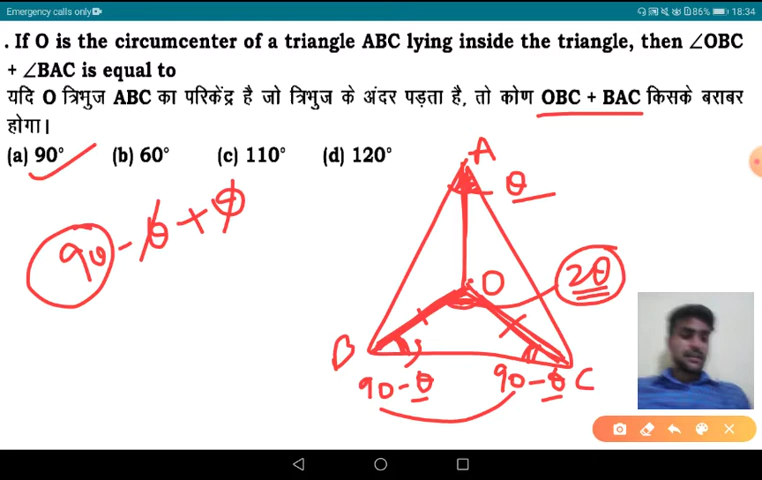 Emergency calls only
86% 18:34
. If O is the circumcenter of a triangle ABC lying inside the triangle, then ∠OBC
+ ∠BAC is equal to
यदि O त्रिभुज ABC का परिकेंद्र है जो त्रिभुज के अंदर पड़ता है, तो कोण OBC + BAC किसके बराबर
होगा।
(a) 90° (b) 60° (c) 110° (d) 120°
A
θ
90 - θ + θ
O
2θ
B
90-θ 90-θ C